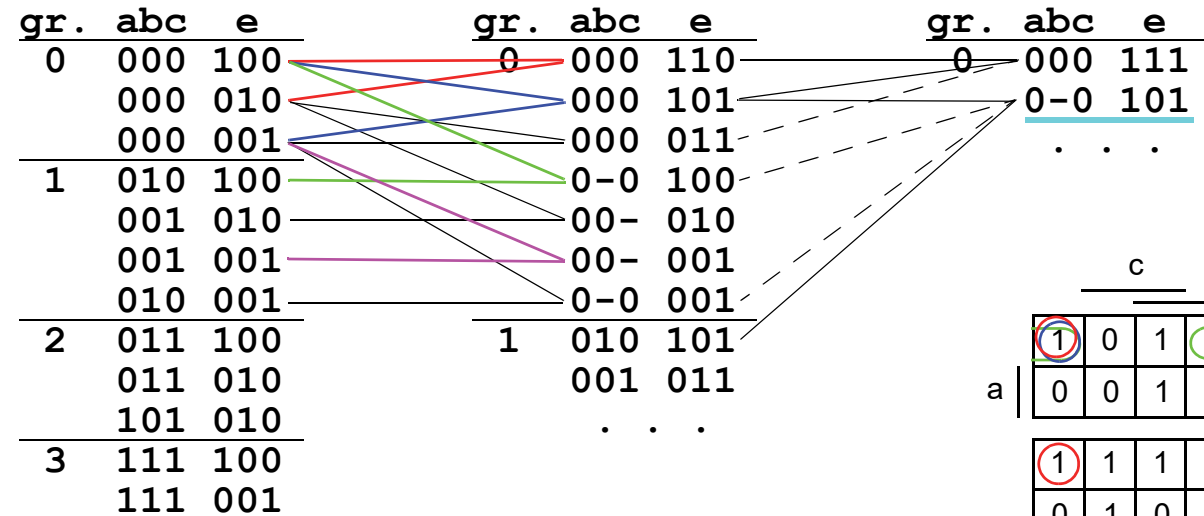 gr. abc e
0 000 100
000 010
000 001
1 010 100
001 010
001 001
010 001
2 011 100
011 010
101 010
3 111 100
111 001
gr. abc e
0 000 110
000 101
000 011
0-0 100
00- 010
00- 001
0-0 001
1 010 101
001 011
. . .
gr. abc e
0 000 111
0-0 101
. . .
c
1 0 1
a 0 0 1
1 1 1
0 1 0